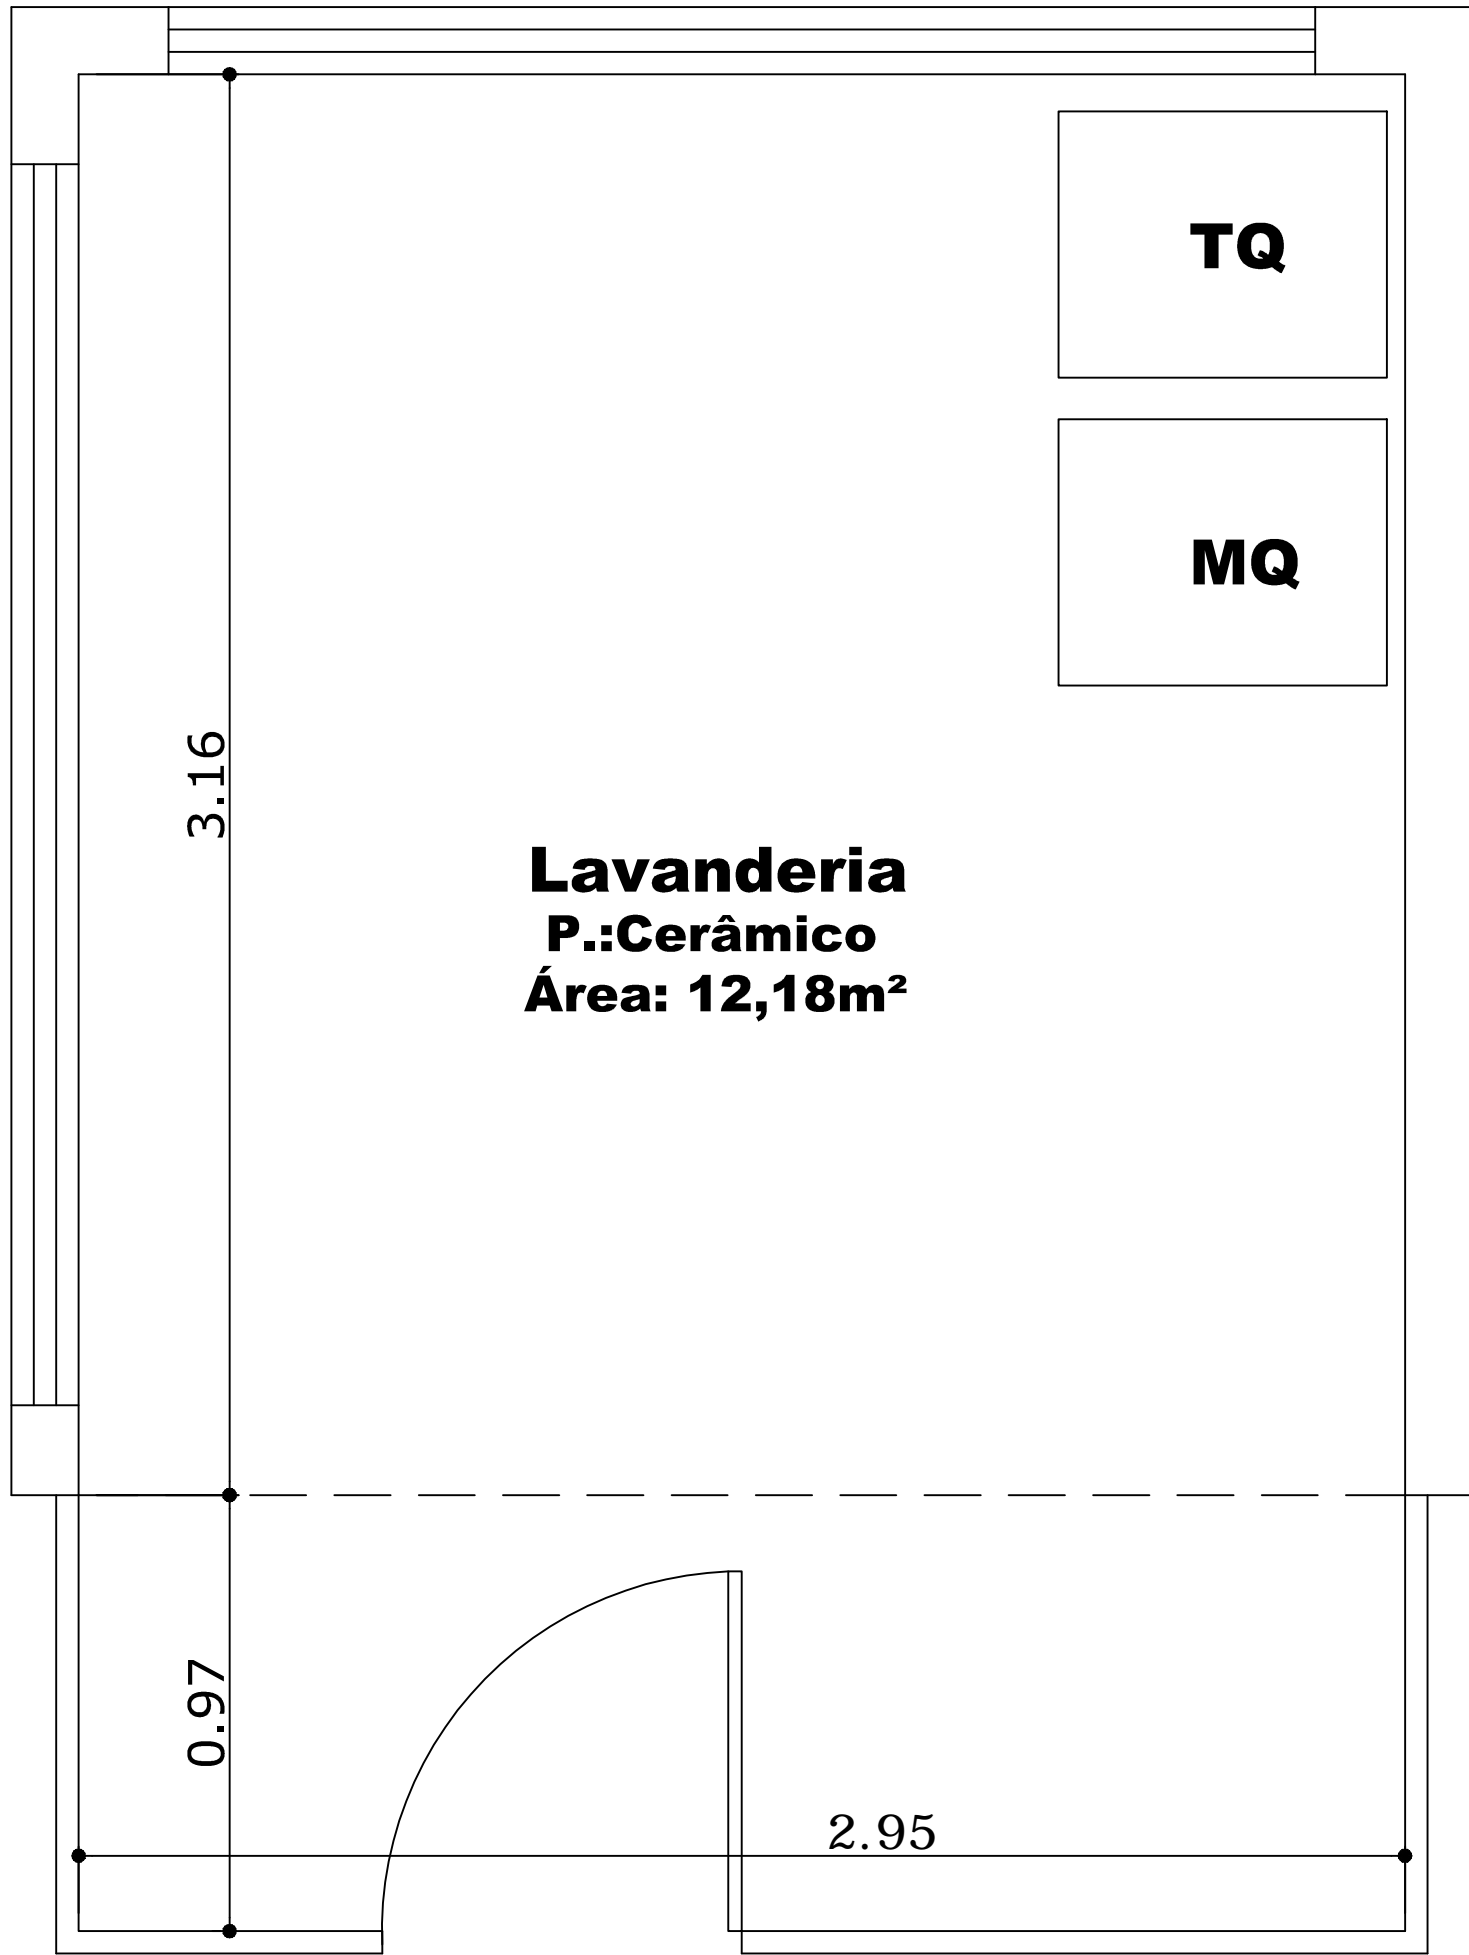 TQ
MQ
3.16
Lavanderia
P.:Cerâmico
Área: 12,18m²
0.97
2.95